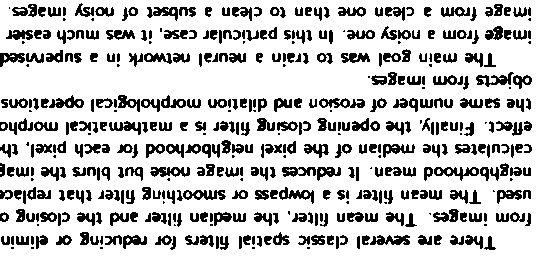 There are several classic spatial filters for reducing or elimin
from images. The mean filter, the median filter and the closing o
used. The mean filter is a lowpass or smoothing filter that replace
neighborhood mean. It reduces the image noise but blurs the imag
calculates the median of the pixel neighborhood for each pixel, th
effect. Finally, the opening closing filter is a mathematical morpho
the same number of erosion and dilation morphological operations
objects from images.
The main goal was to train a neural network in a supervised
image from a noisy one. In this particular case, it was much easier
image from a clean one than to clean a subset of noisy images.